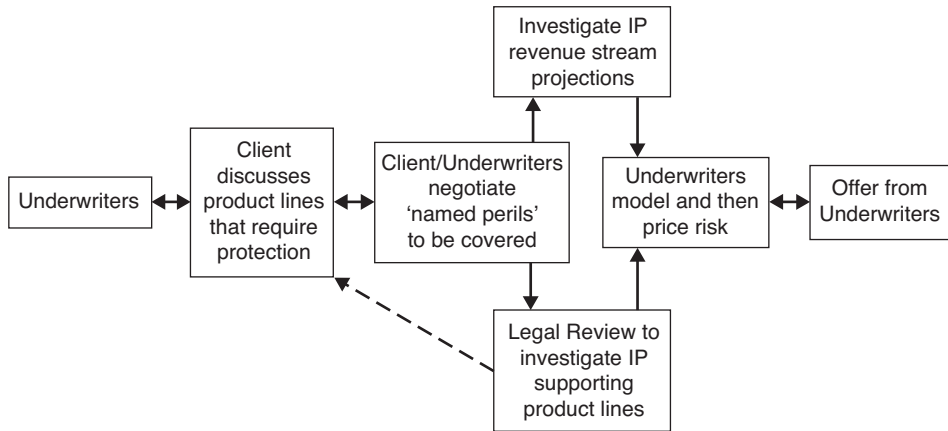 Investigate IP
revenue stream
projections
Client
discusses
product lines
that require
protection
Client/Underwriters
negotiate
‘named perils’
to be covered
Underwriters
model and then
price risk
Underwriters
Offer from
Underwriters
Legal Review to
investigate IP
supporting
product lines